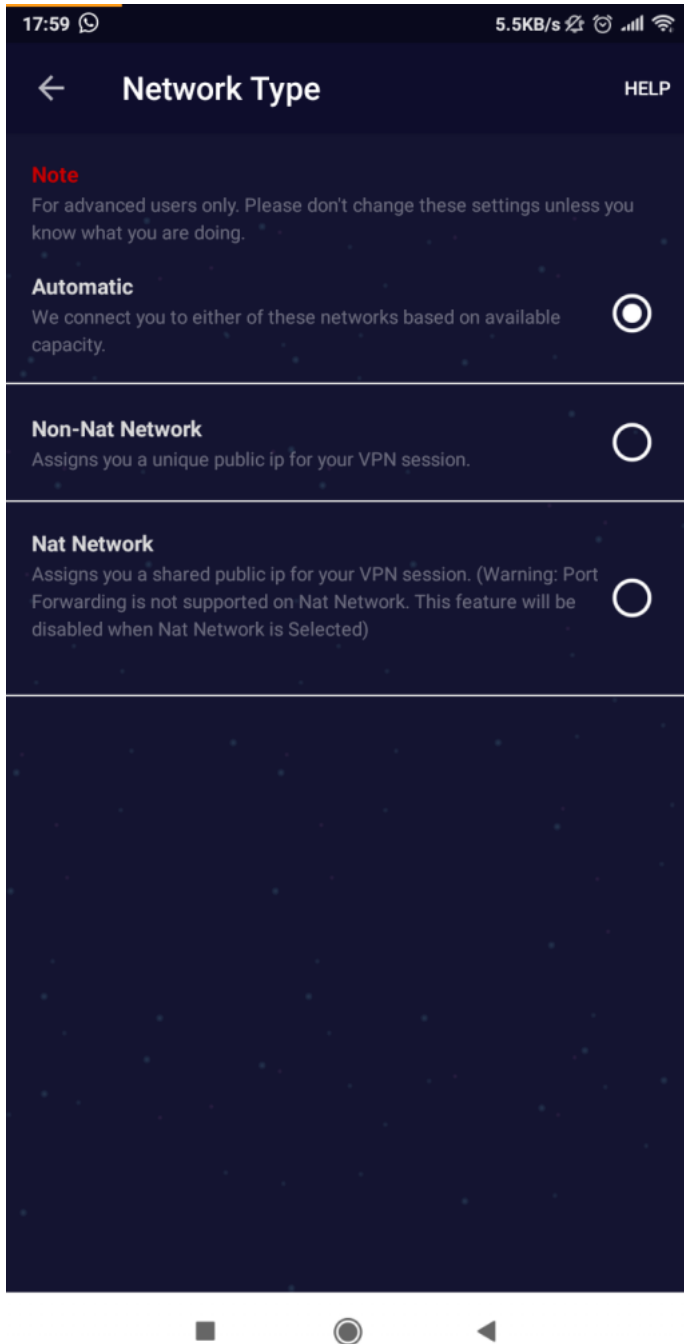 17:59
5.5KB/s
Network Type
HELP
Note
For advanced users only. Please don't change these settings unless you
know what you are doing.
Automatic
We connect you to either of these networks based on available
capacity.
Non-Nat Network
Assigns you a unique public ip for your VPN session.
Nat Network
Assigns you a shared public ip for your VPN session. (Warning: Port
Forwarding is not supported on Nat Network. This feature will be
disabled when Nat Network is Selected)